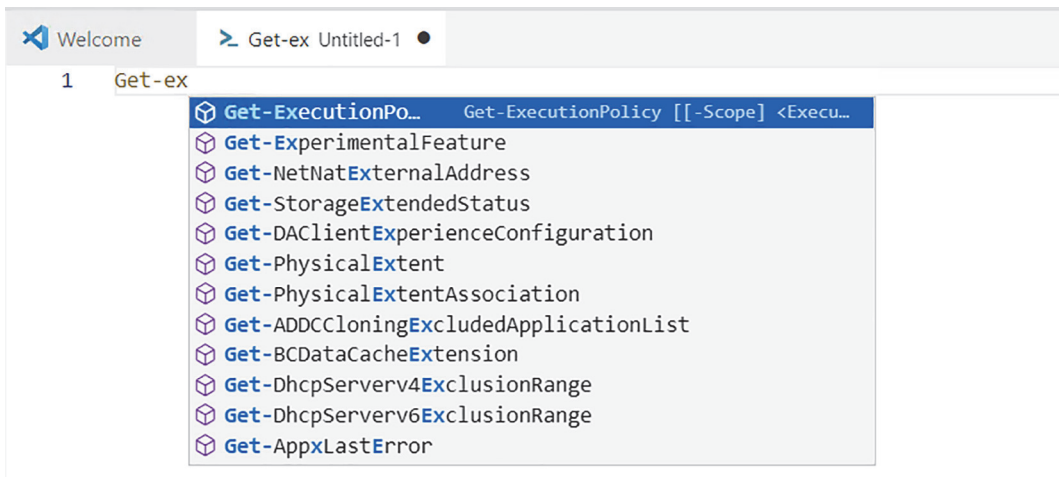 Welcome Get-ex Untitled-1
1 Get-ex
Get-ExecutionPo… Get-ExecutionPolicy [[-Scope] <Execu…
Get-ExperimentalFeature
Get-NetNatExternalAddress
Get-StorageExtendedStatus
Get-DAClientExperienceConfiguration
Get-PhysicalExtent
Get-PhysicalExtentAssociation
Get-ADDCCloningExcludedApplicationList
Get-BCDataCacheExtension
Get-DhcpServerv4ExclusionRange
Get-DhcpServerv6ExclusionRange
Get-AppxLastError